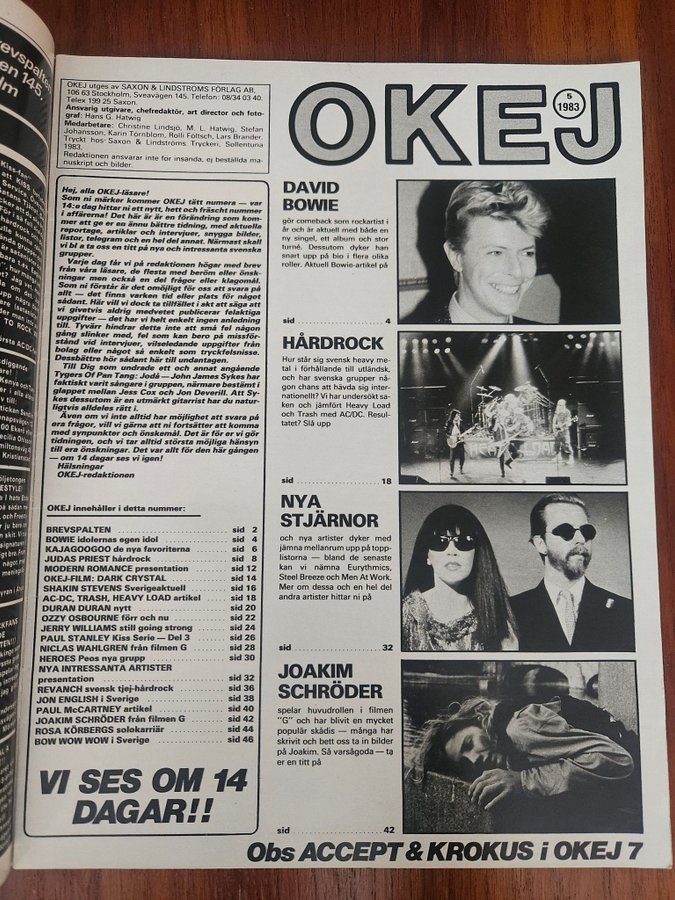 OKEJ utges av SAXON & LINDSTRÖMS FÖRLAG AB,
106 63 Stockholm, Sveavägen 145. Telefon: 08/34 03 40.
Telex 199 25 Saxon.
Ansvarig utgivare, chefredaktör, art director och foto-
graf: Hans G. Hatwig
Medarbetare: Christine Lindsjö, M. L. Hatwig, Stefan
Johansson, Karin Törnblom, Rolli Fölsch, Lars Brander.
Tryckt hos Saxon & Lindströms Tryckeri, Sollentuna
1983.
Redaktionen ansvarar inte för insända, ej beställda ma-
nuskript och bilder.
OKEJ
5
1983
Hej, alla OKEJ-läsare!
Som ni märker kommer OKEJ tätt numera — var
14:e dag hittar ni ett nytt, hett och fräscht nummer
i affärerna! Det här är är en förändring som kom-
mer att ge er en ännu bättre tidning, med aktuella
reportage, artiklar och intervjuer, snygga bilder,
listor, telegram och en hel del annat. Närmast skall
vi bl a ta oss en titt på nya och intressanta svenska
grupper.
Varje dag får vi på redaktionen högar med brev
från våra läsare, de flesta med beröm eller önsk-
ningar men också en del frågor eller klagomål.
Som ni förstår är det omöjligt för oss att svara på
allt — det finns varken tid eller plats för något
sådant. Här vill vi dock ta tillfället i akt att säga att
vi givetvis aldrig medvetet publicerar felaktiga
uppgifter — det har vi helt enkelt ingen anledning
till. Tyvärr hindrar detta inte att små fel någon
gång slinker med, fel som kan bero på missför-
stånd vid intervjuer, vilseledande uppgifter från
bolag eller något så enkelt som tryckfelsnisse.
Dessbättre hör sådant här till undantagen.
Till Dig som undrade ett och annat angående
Tygers Of Pan Tang: Jodå — John James Sykes har
faktiskt varit sångare i gruppen, närmare bestämt i
glappet mellan Jess Cox och Jon Deverill. Att Sy-
kes dessutom är en utmärkt gitarrist har du natur-
ligtvis alldeles rätt i.
Även om vi inte alltid har möjlighet att svara på
era frågor, vill vi gärna att ni fortsätter att komma
med synpunkter och önskemål. Det är för er vi gör
tidningen, och vi tar alltid största möjliga hänsyn
till era önskningar. Det var allt för den här gången
— om 14 dagar ses vi igen!
Hälsningar
OKEJ-redaktionen
OKEJ innehåller i detta nummer:
BREVSPALTEN sid 2
BOWIE idolernas egen idol sid 4
KAJAGOOGOO de nya favoriterna sid 6
JUDAS PRIEST hårdrock sid 8
MODERN ROMANCE presentation sid 12
OKEJ-FILM: DARK CRYSTAL sid 14
SHAKIN STEVENS Sverigeaktuell sid 16
AC-DC, TRASH, HEAVY LOAD artikel sid 18
DURAN DURAN nytt sid 20
OZZY OSBOURNE förr och nu sid 22
JERRY WILLIAMS still going strong sid 24
PAUL STANLEY Kiss Serie — Del 3 sid 26
NICLAS WAHLGREN från filmen G sid 28
HEROES Peos nya grupp sid 30
NYA INTRESSANTA ARTISTER
presentation sid 32
REVANCH svensk tjej-hårdrock sid 36
JON ENGLISH i Sverige sid 38
PAUL McCARTNEY artikel sid 40
JOAKIM SCHRÖDER från filmen G sid 42
ROSA KÖRBERGS solokarriär sid 44
BOW WOW WOW i Sverige sid 46
VI SES OM 14
DAGAR!!
DAVID
BOWIE
gör comeback som rockartist i
år och är aktuell med både en
ny singel, ett album och stor
turné. Dessutom dyker han
snart upp på bio i flera olika
roller. Aktuell Bowie-artikel på
sid 4
HÅRDROCK
Hur står sig svensk heavy me-
tal i förhållande till utländsk,
och har svenska grupper nå-
gon chans att hävda sig inter-
nationellt? Vi har undersökt sa-
ken och jämfört Heavy Load
och Trash med AC/DC. Resul-
tatet? Slå upp
sid 18
NYA
STJÄRNOR
och nya artister dyker med
jämna mellanrum upp på topp-
listorna — bland de senaste
kan vi nämna Eurythmics,
Steel Breeze och Men At Work.
Mer om dessa och en hel del
andra artister hittar ni på
sid 32
JOAKIM
SCHRÖDER
spelar huvudrollen i filmen
"G" och har blivit en mycket
populär skådis — många har
skrivit och bett oss ta in bilder
på Joakim. Så varsågoda — ta
er en titt på
sid 42
Obs ACCEPT & KROKUS i OKEJ 7